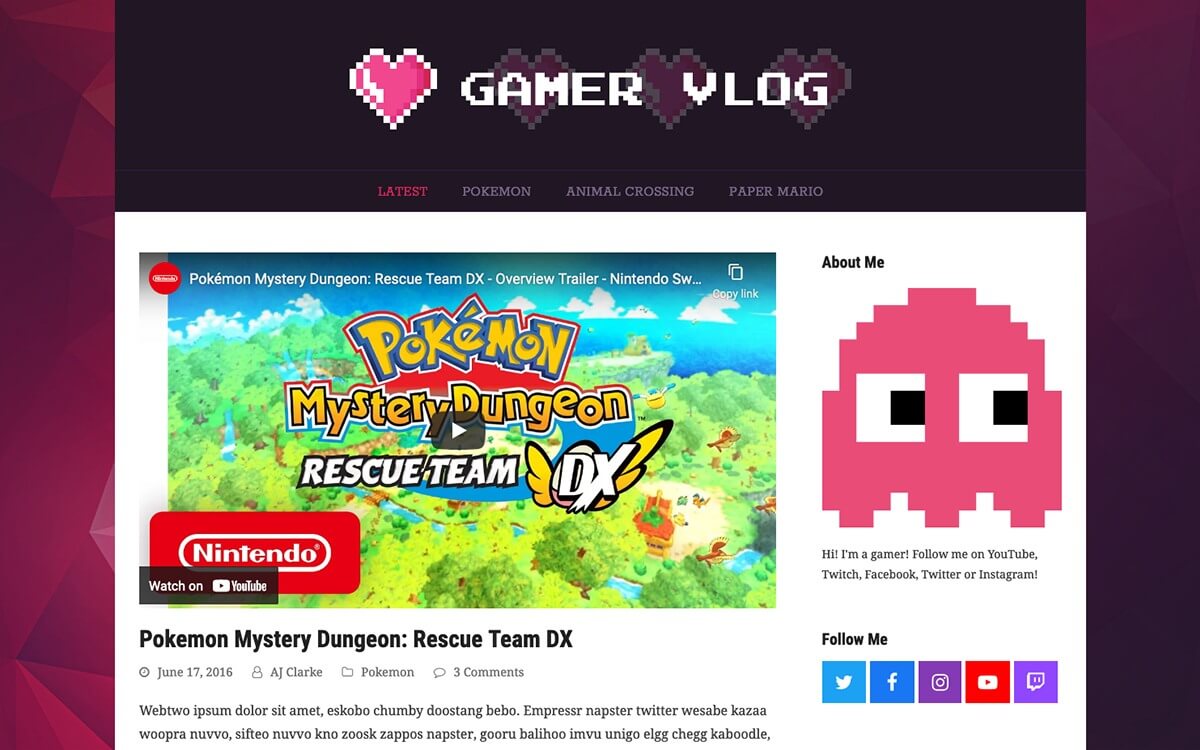 GAMER VLOG
LATEST POKEMON ANIMAL CROSSING PAPER MARIO
Nintendo
Pokémon Mystery Dungeon: Rescue Team DX - Overview Trailer - Nintendo Sw...
Copy link
POKéMON
Mystery Dungeon™
RESCUE TEAM DX
Nintendo®
Watch on YouTube
Pokemon Mystery Dungeon: Rescue Team DX
June 17, 2016 AJ Clarke Pokemon 3 Comments
Webtwo ipsum dolor sit amet, eskobo chumby doostang bebo. Empressr napster twitter wesabe kazaa
woopra nuvvo, sifteo nuvvo kno zoosk zappos napster, gooru balihoo imvu unigo elgg chegg kaboodle,
About Me
Hi! I'm a gamer! Follow me on YouTube,
Twitch, Facebook, Twitter or Instagram!
Follow Me